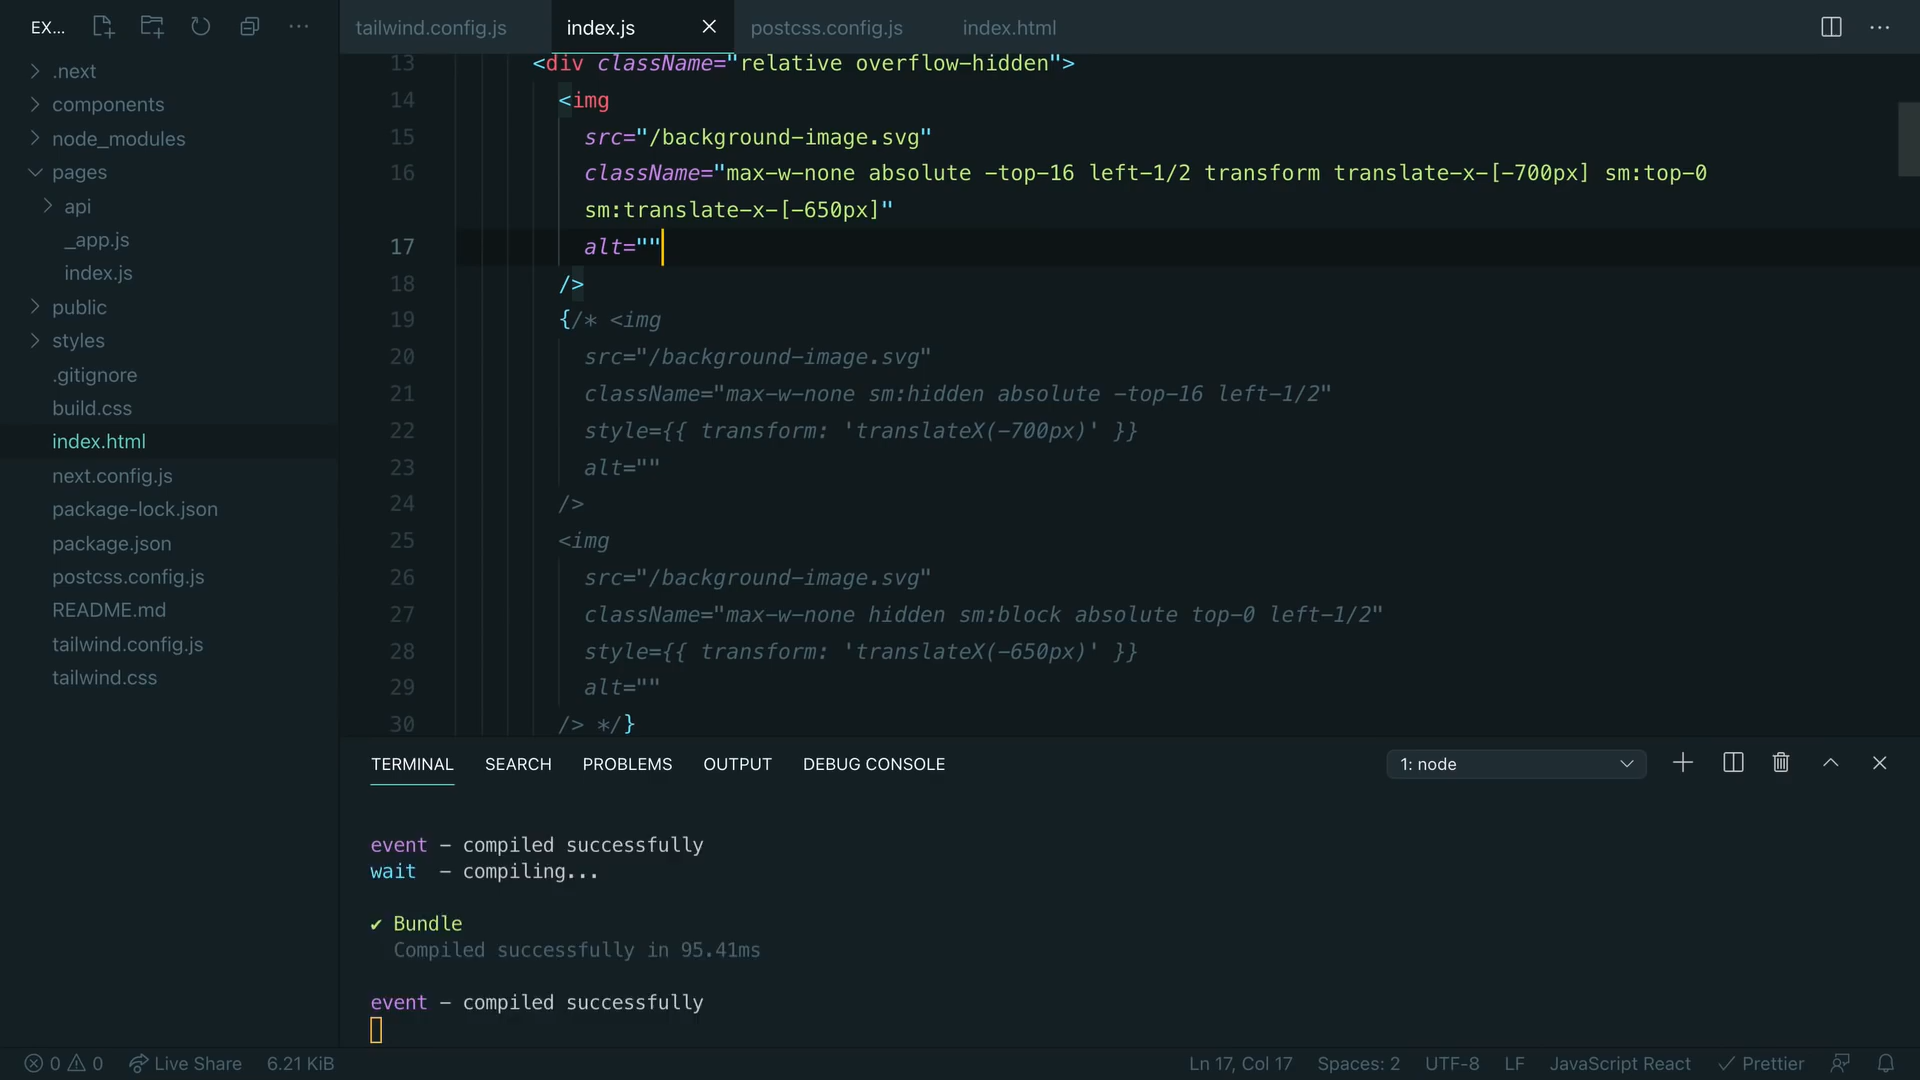 EX...
tailwind.config.js
index.js
postcss.config.js
index.html
.next
components
node_modules
pages
api
_app.js
index.js
public
styles
.gitignore
build.css
index.html
next.config.js
package-lock.json
package.json
postcss.config.js
README.md
tailwind.config.js
tailwind.css
13 <div className="relative overflow-hidden">
14 <img
15 src="/background-image.svg"
16 className="max-w-none absolute -top-16 left-1/2 transform translate-x-[-700px] sm:top-0
sm:translate-x-[-650px]"
17 alt=""
18 />
19 {/* <img
20 src="/background-image.svg"
21 className="max-w-none sm:hidden absolute -top-16 left-1/2"
22 style={{ transform: 'translateX(-700px)' }}
23 alt=""
24 />
25 <img
26 src="/background-image.svg"
27 className="max-w-none hidden sm:block absolute top-0 left-1/2"
28 style={{ transform: 'translateX(-650px)' }}
29 alt=""
30 /> */}
TERMINAL SEARCH PROBLEMS OUTPUT DEBUG CONSOLE 1: node
event - compiled successfully
wait - compiling...
✔ Bundle
Compiled successfully in 95.41ms
event - compiled successfully
0 0 Live Share 6.21 KiB Ln 17, Col 17 Spaces: 2 UTF-8 LF JavaScript React Prettier